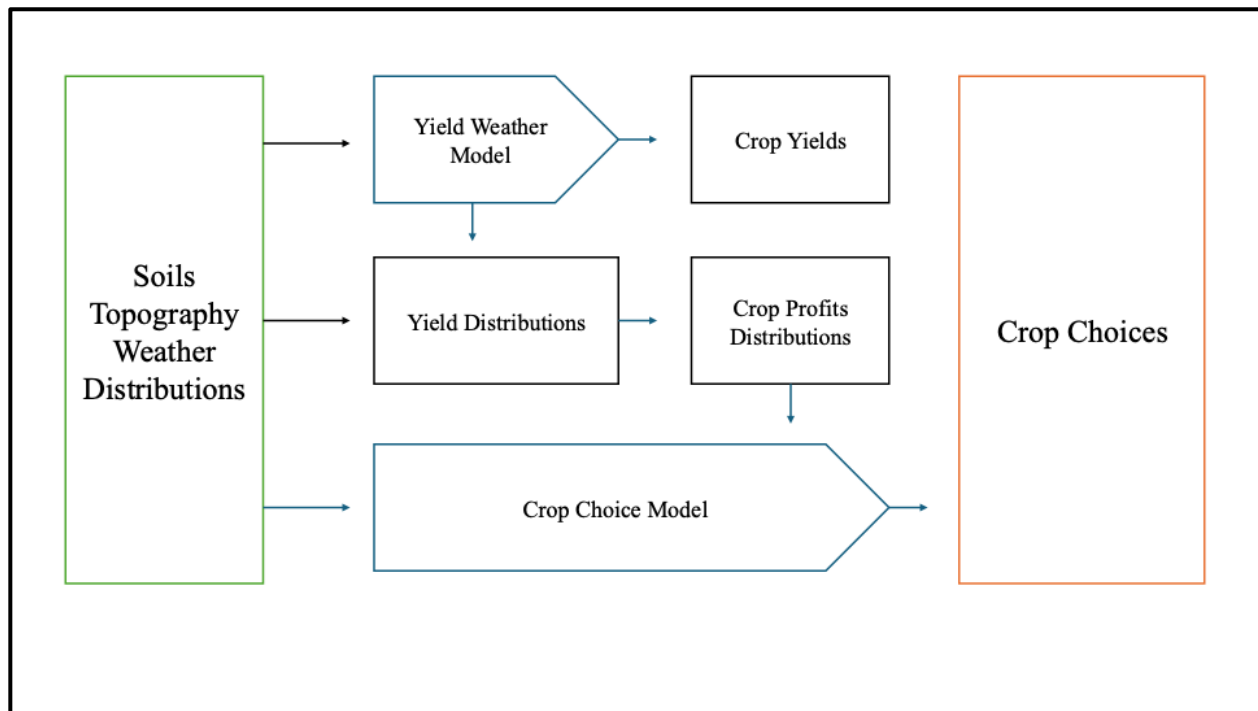 Soils
Topography
Weather
Distributions
Yield Weather
Model
Crop Yields
Yield Distributions
Crop Profits
Distributions
Crop Choice Model
Crop Choices